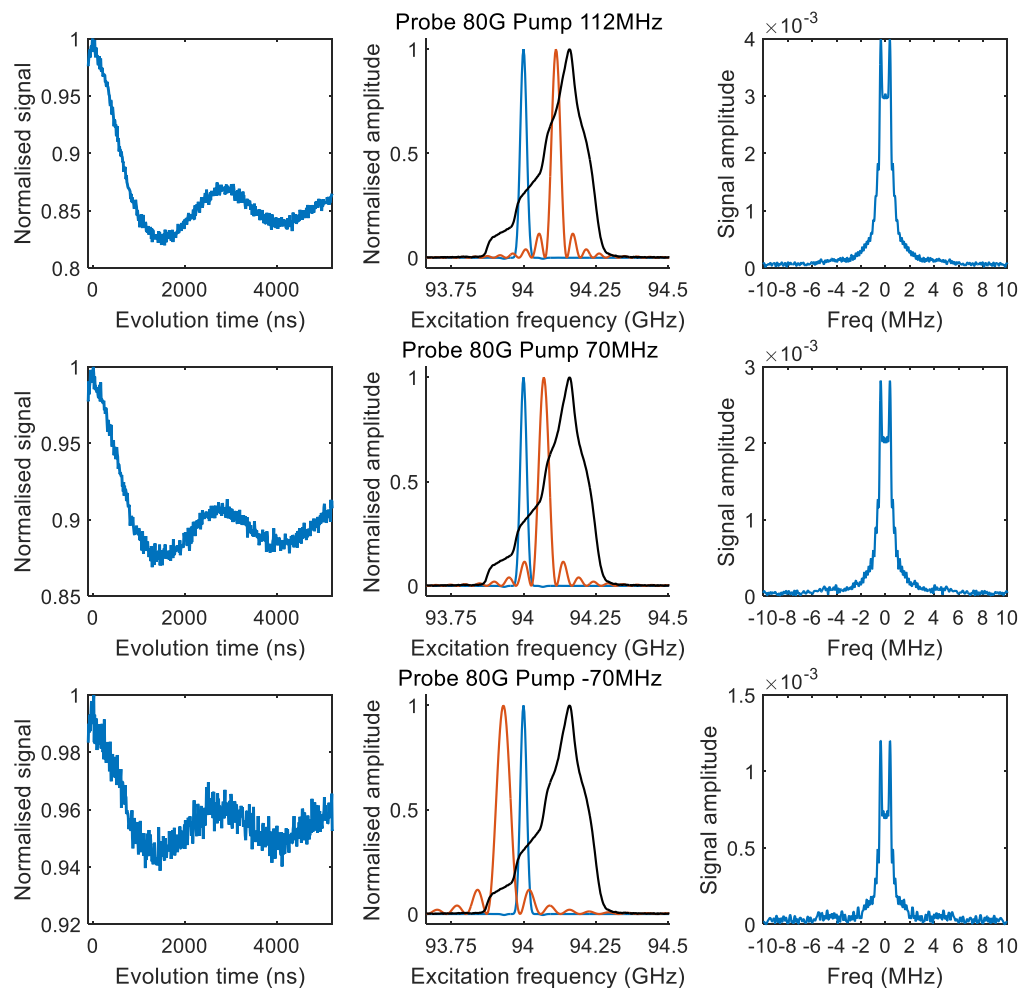 Probe 80G Pump 112MHz
×10⁻³
1
0.95
0.9
0.85
0.8
Normalised signal
0 2000 4000
Evolution time (ns)
1
0.5
0
Normalised amplitude
93.75 94 94.25 94.5
Excitation frequency (GHz)
4
3
2
1
0
Signal amplitude
-10 -8 -6 -4 -2 0 2 4 6 8 10
Freq (MHz)
Probe 80G Pump 70MHz
×10⁻³
1
0.95
0.9
0.85
Normalised signal
0 2000 4000
Evolution time (ns)
1
0.5
0
Normalised amplitude
93.75 94 94.25 94.5
Excitation frequency (GHz)
3
2
1
0
Signal amplitude
-10 -8 -6 -4 -2 0 2 4 6 8 10
Freq (MHz)
Probe 80G Pump -70MHz
×10⁻³
1
0.98
0.96
0.94
0.92
Normalised signal
0 2000 4000
Evolution time (ns)
1
0.5
0
Normalised amplitude
93.75 94 94.25 94.5
Excitation frequency (GHz)
1.5
1
0.5
0
Signal amplitude
-10 -8 -6 -4 -2 0 2 4 6 8 10
Freq (MHz)